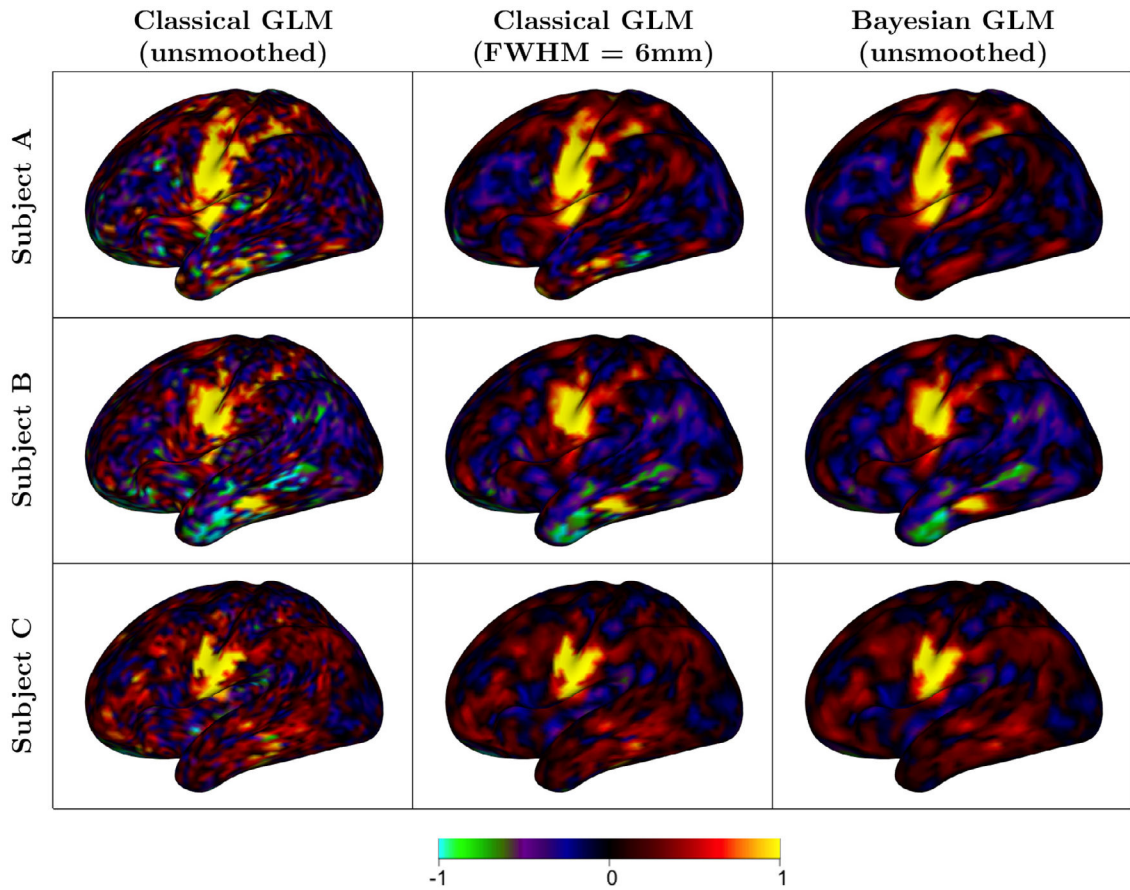 Classical GLM
(unsmoothed)
Classical GLM
(FWHM = 6mm)
Bayesian GLM
(unsmoothed)
Subject A
Subject B
Subject C
-1
0
1